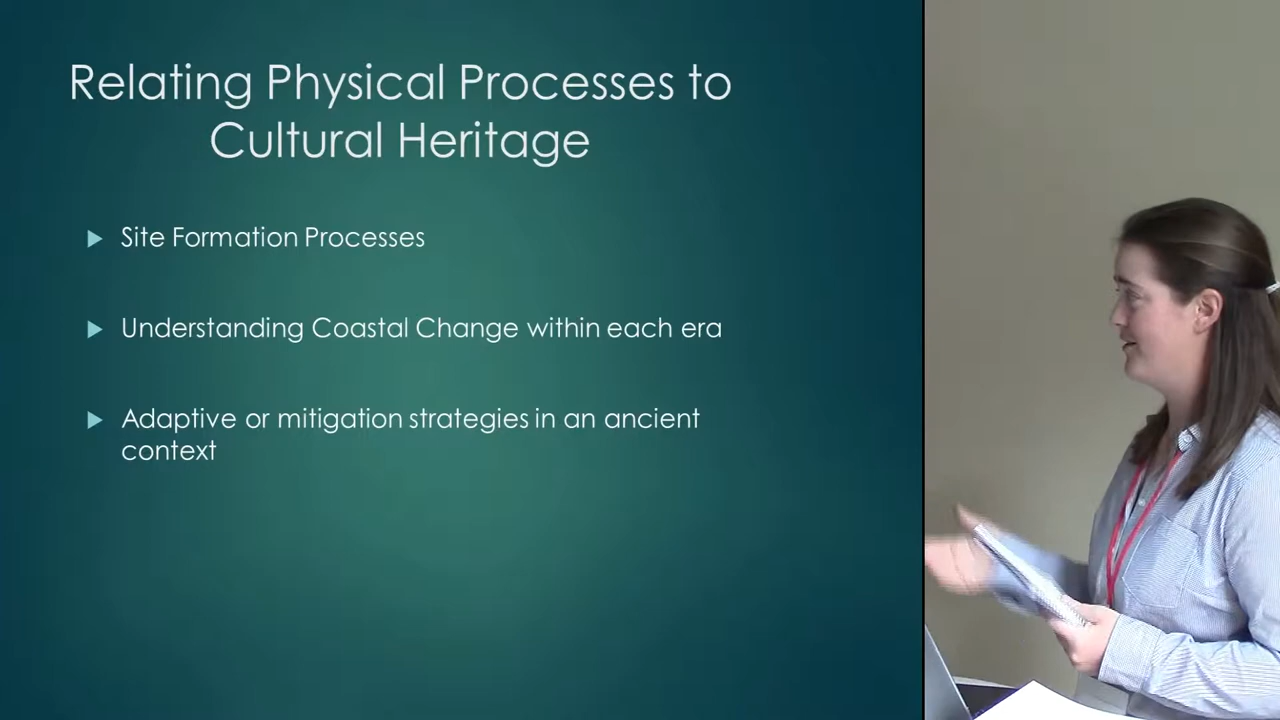 Relating Physical Processes to
Cultural Heritage
Site Formation Processes
Understanding Coastal Change within each era
Adaptive or mitigation strategies in an ancient
context